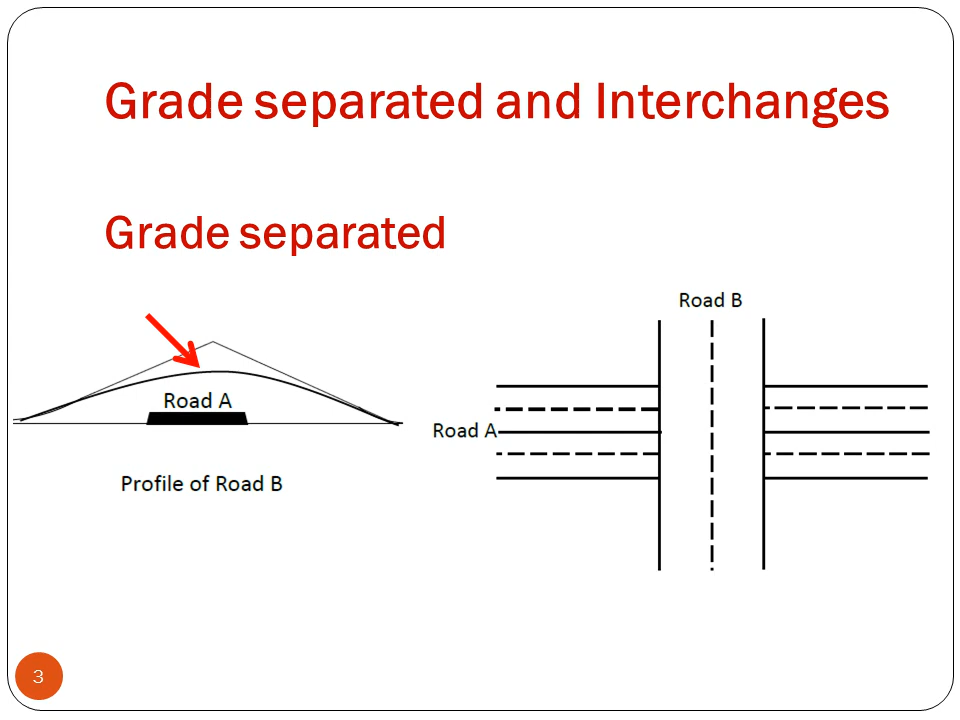 Grade separated and Interchanges
Grade separated
Road A
Profile of Road B
Road B
Road A
3